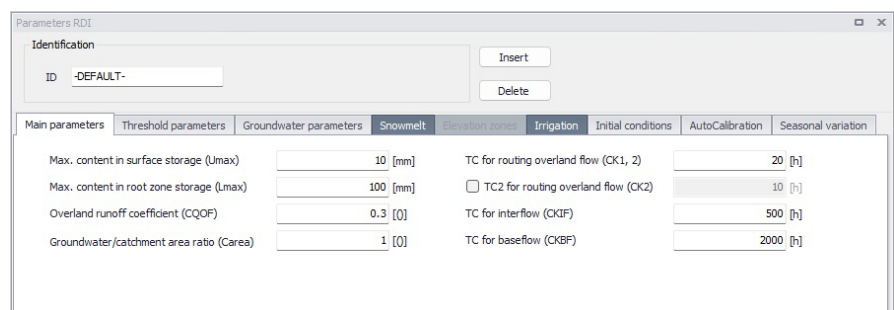 Parameters RDI
Identification
ID -DEFAULT-
Insert
Delete
Main parameters Threshold parameters Groundwater parameters Snowmelt Elevation zones Irrigation Initial conditions AutoCalibration Seasonal variation
Max. content in surface storage (Umax) 10 [mm] TC for routing overland flow (CK1, 2) 20 [h]
Max. content in root zone storage (Lmax) 100 [mm] TC2 for routing overland flow (CK2) 10 [h]
Overland runoff coefficient (CQOF) 0.3 [()] TC for interflow (CKIF) 500 [h]
Groundwater/catchment area ratio (Carea) 1 [()] TC for baseflow (CKBF) 2000 [h]